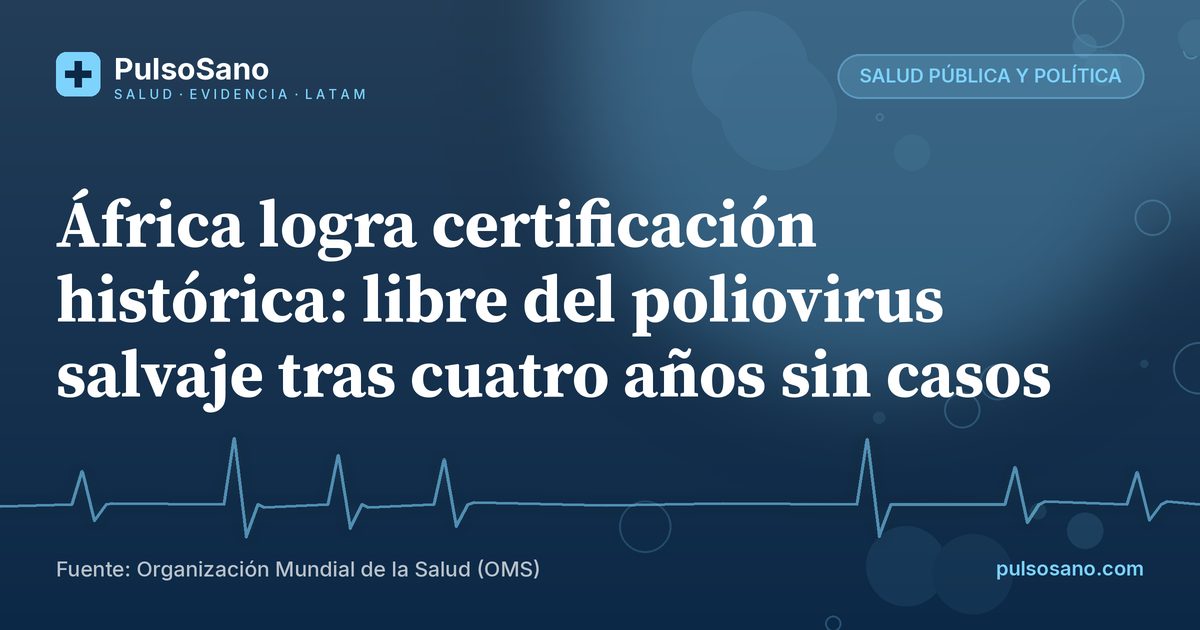 PulsoSano
SALUD · EVIDENCIA · LATAM
SALUD PÚBLICA Y POLÍTICA
África logra certificación
histórica: libre del poliovirus
salvaje tras cuatro años sin casos
Fuente: Organización Mundial de la Salud (OMS)
pulsosano.com